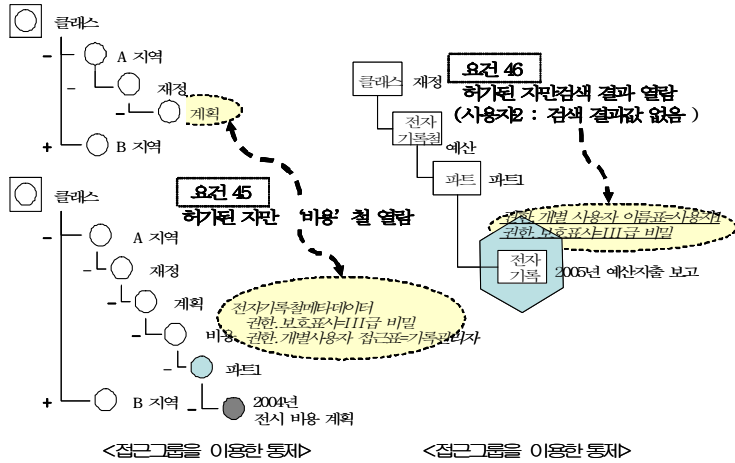 클래스
A 지역
재정
계획
B 지역
클래스
A 지역
재정
계획
비용
파트1
2004년
전시 비용 계획
B 지역
요건 45
허가된 자만 '비용' 철 열람
전자기록철메타데이터
권한.보호표시=III급 비밀
권한.개별사용자 접근표=기록관리자
<접근그룹을 이용한 통제>
클래스 재정
전자
기록철
예산
파트 파트1
요건 46
허가된 자만검색 결과 열람
(사용자2 : 검색 결과값 없음 )
권한.개별 사용자 이름표=사용자1
권한.보호표시=III급 비밀
전자
기록
2005년 예산지출 보고
<접근그룹을 이용한 통제>